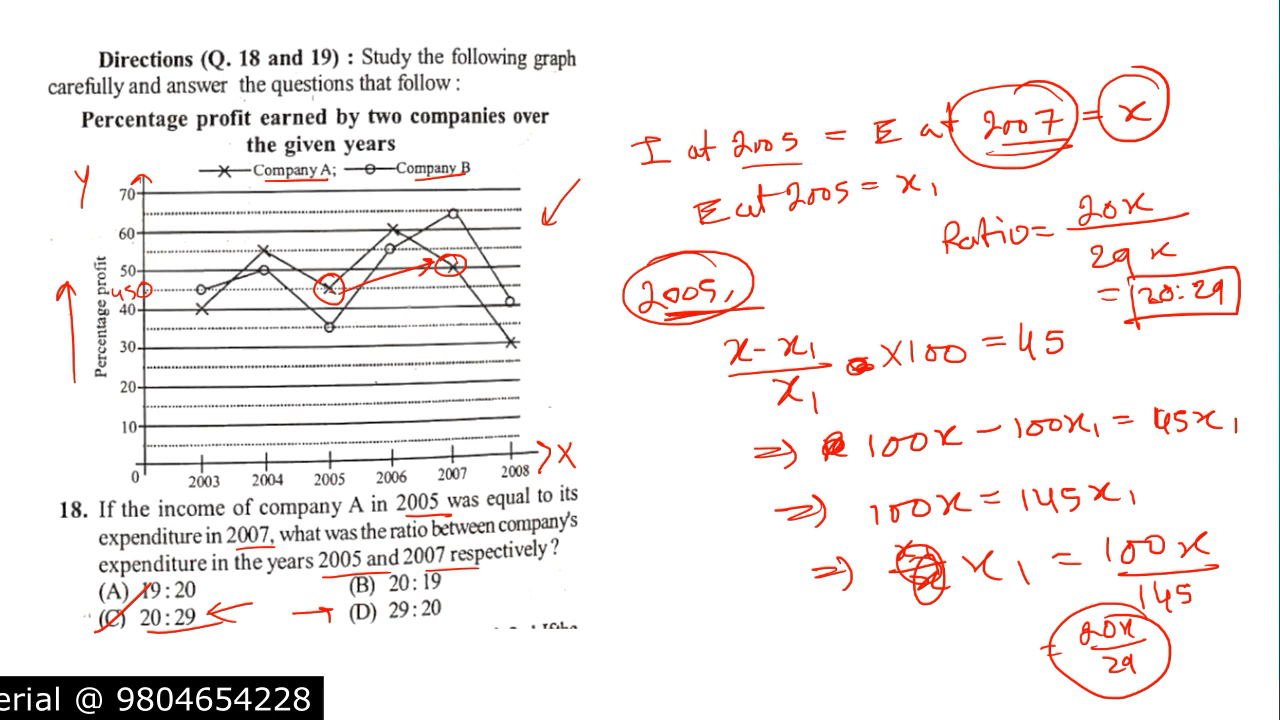 Directions (Q. 18 and 19) : Study the following graph
carefully and answer the questions that follow :
Percentage profit earned by two companies over
the given years
Company A; Company B
Y
70
60
50
45
40
30
20
10
0
Percentage profit
2003 2004 2005 2006 2007 2008
X
18. If the income of company A in 2005 was equal to its
expenditure in 2007, what was the ratio between company's
expenditure in the years 2005 and 2007 respectively ?
(A) 19 : 20 (B) 20 : 19
(C) 20 : 29 (D) 29 : 20
I at 2005 = E at 2007 = x
E at 2005 = x₁
Ratio = 20x / 29x
= 20:29
2005,
x - x₁ / x₁ × 100 = 45
=) 100x - 100x₁ = 45x₁
=) 100x = 145x₁
=) x₁ = 100x / 145
= 20x / 29
erial @ 9804654228